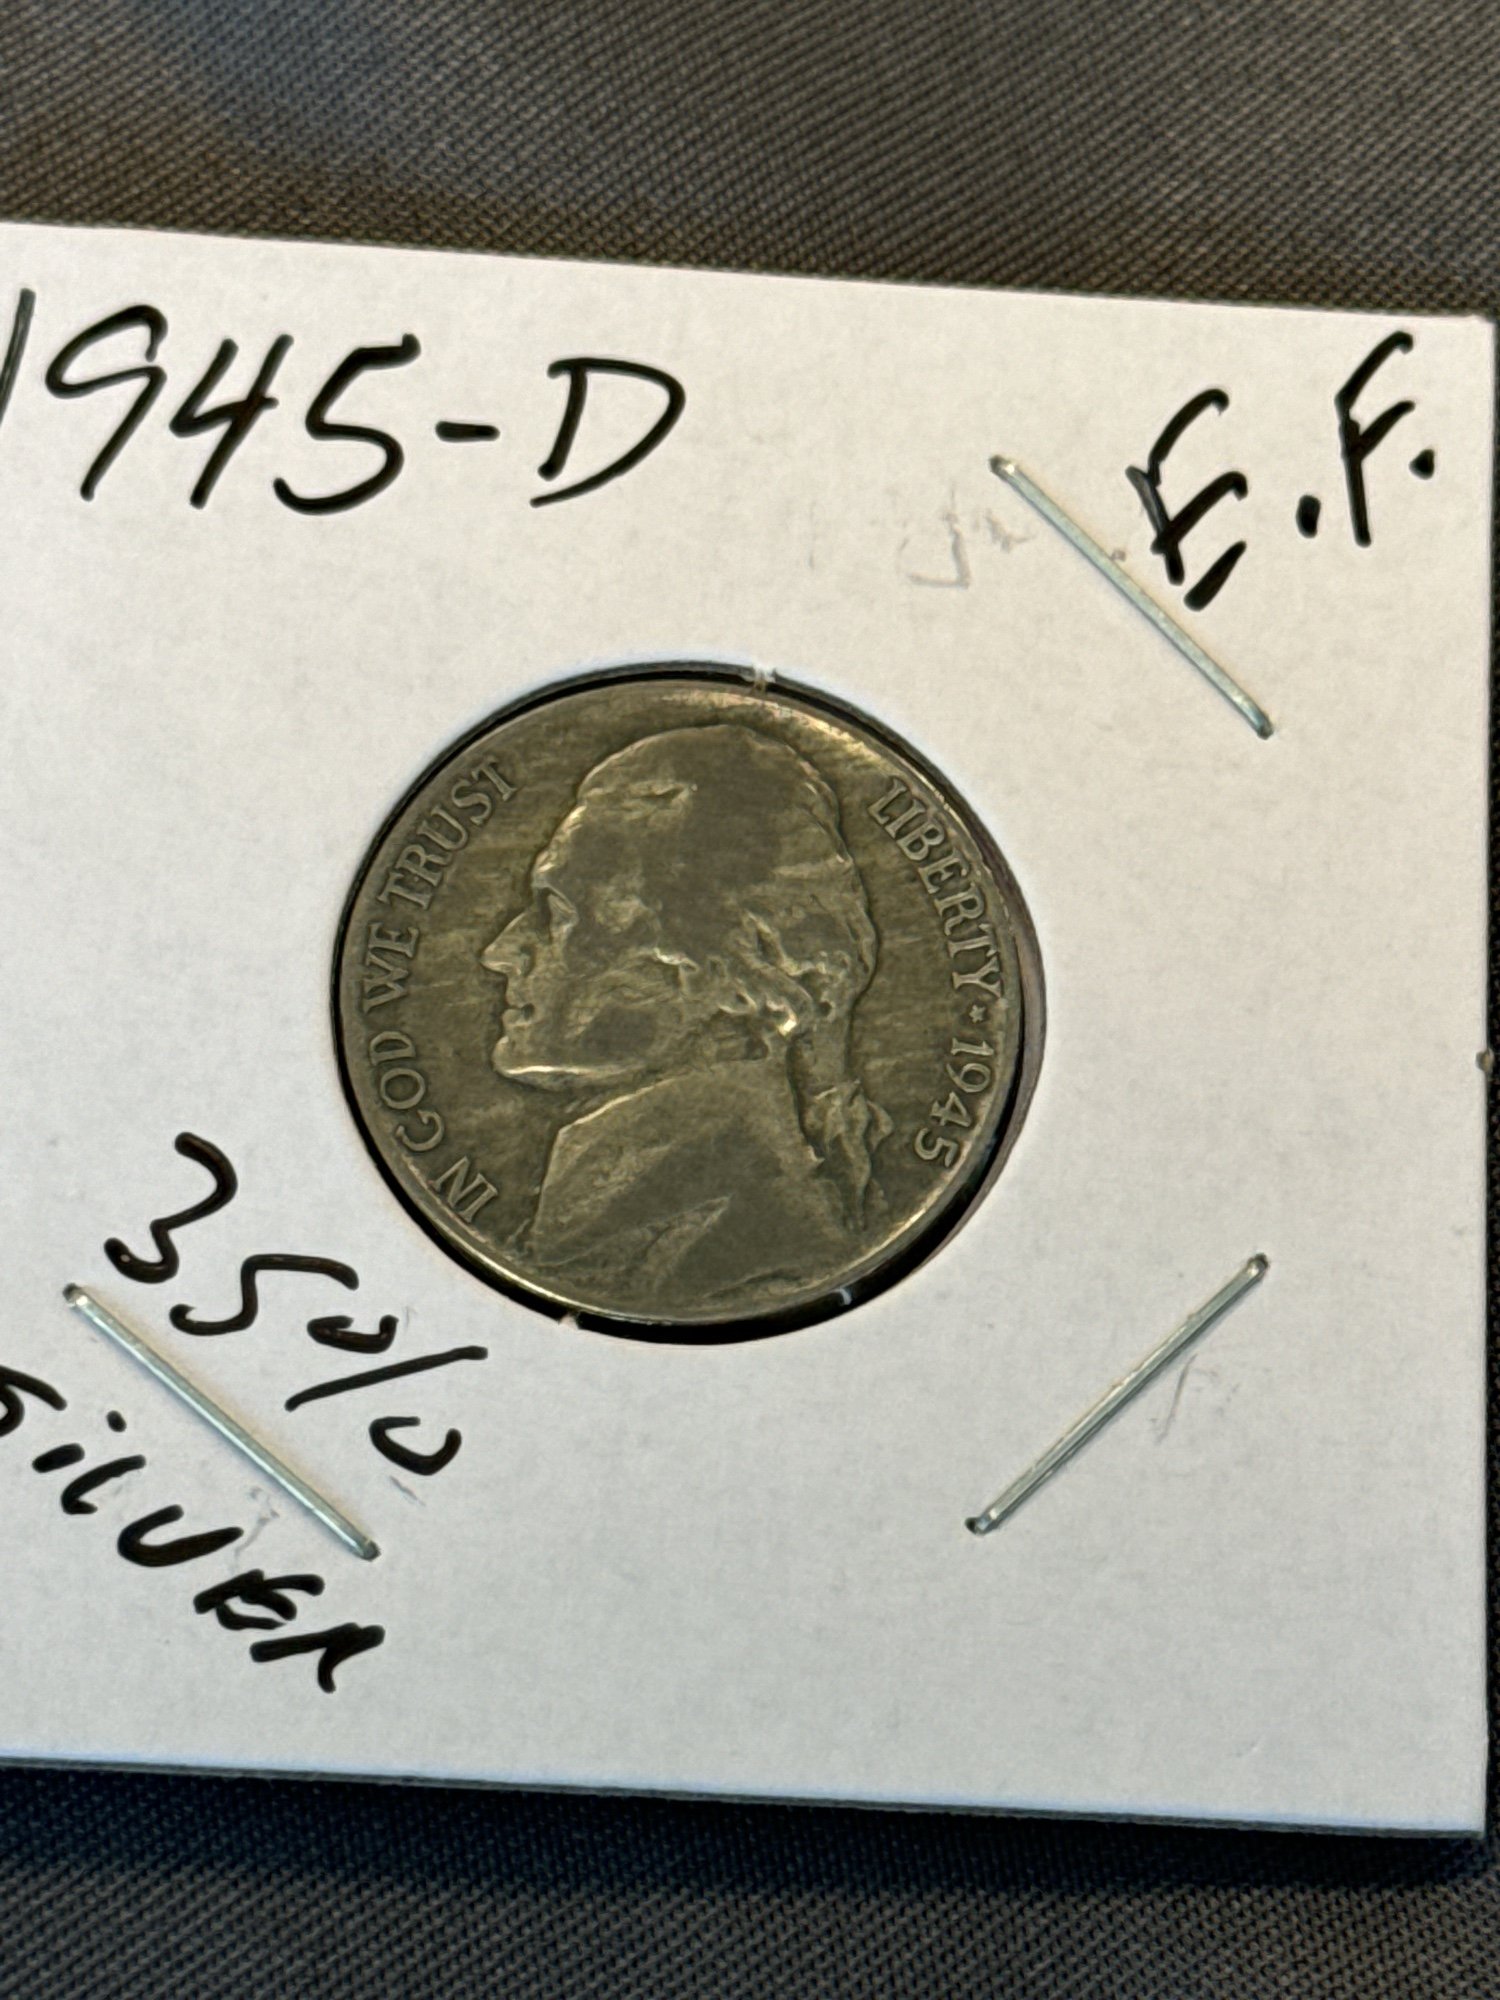 1945-D
E.F.
IN GOD WE TRUST
LIBERTY ★ 1945
35%
SiLVER